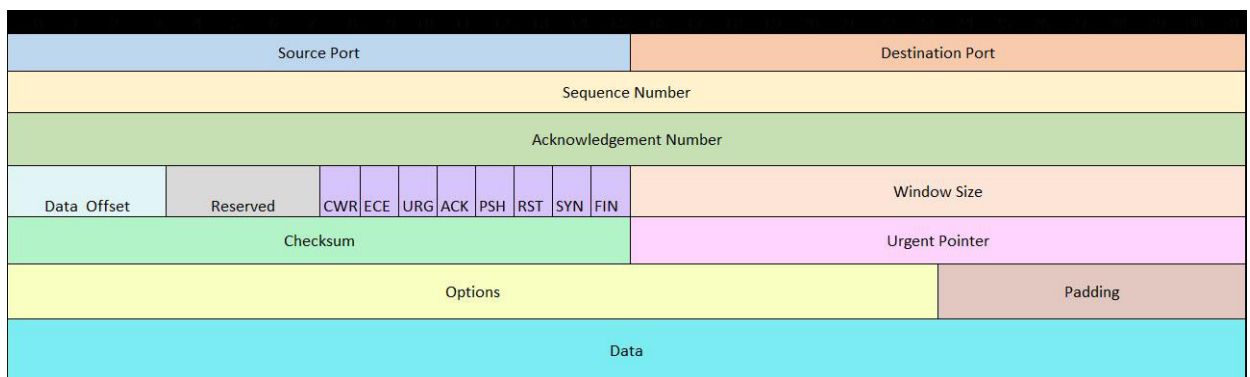 Source Port Destination Port
Sequence Number
Acknowledgement Number
Data Offset Reserved CWR ECE URG ACK PSH RST SYN FIN Window Size
Checksum Urgent Pointer
Options Padding
Data